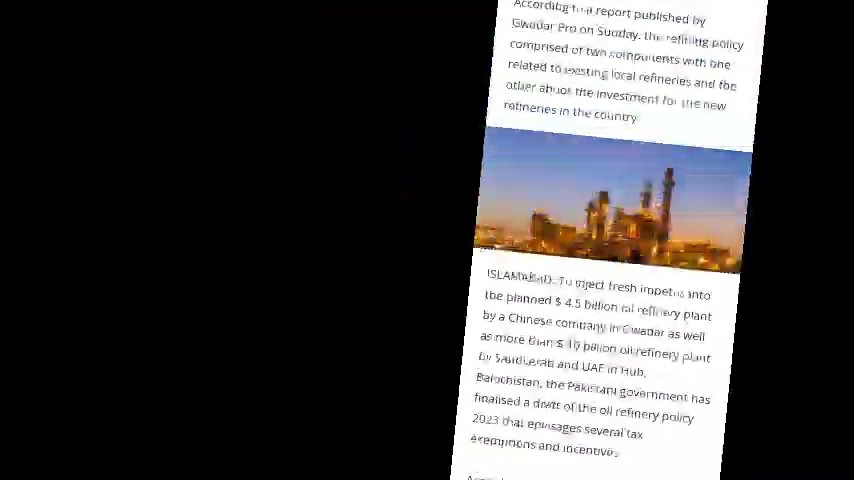 According to a report published by
Gwadar Pro on Sunday, the refining policy
comprised of two components with one
related to existing local refineries and the
other about the investment for the new
refineries in the country.
ISLAMABAD: To inject fresh impetus into
the planned $ 4.5 billion oil refinery plant
by a Chinese company in Gwadar as well
as more than $ 10 billion oil refinery plant
by Saudi Arab and UAE in Hub,
Balochistan, the Pakistani government has
finalised a draft of the oil refinery policy
2023 that episages several tax
exemptions and incentives.